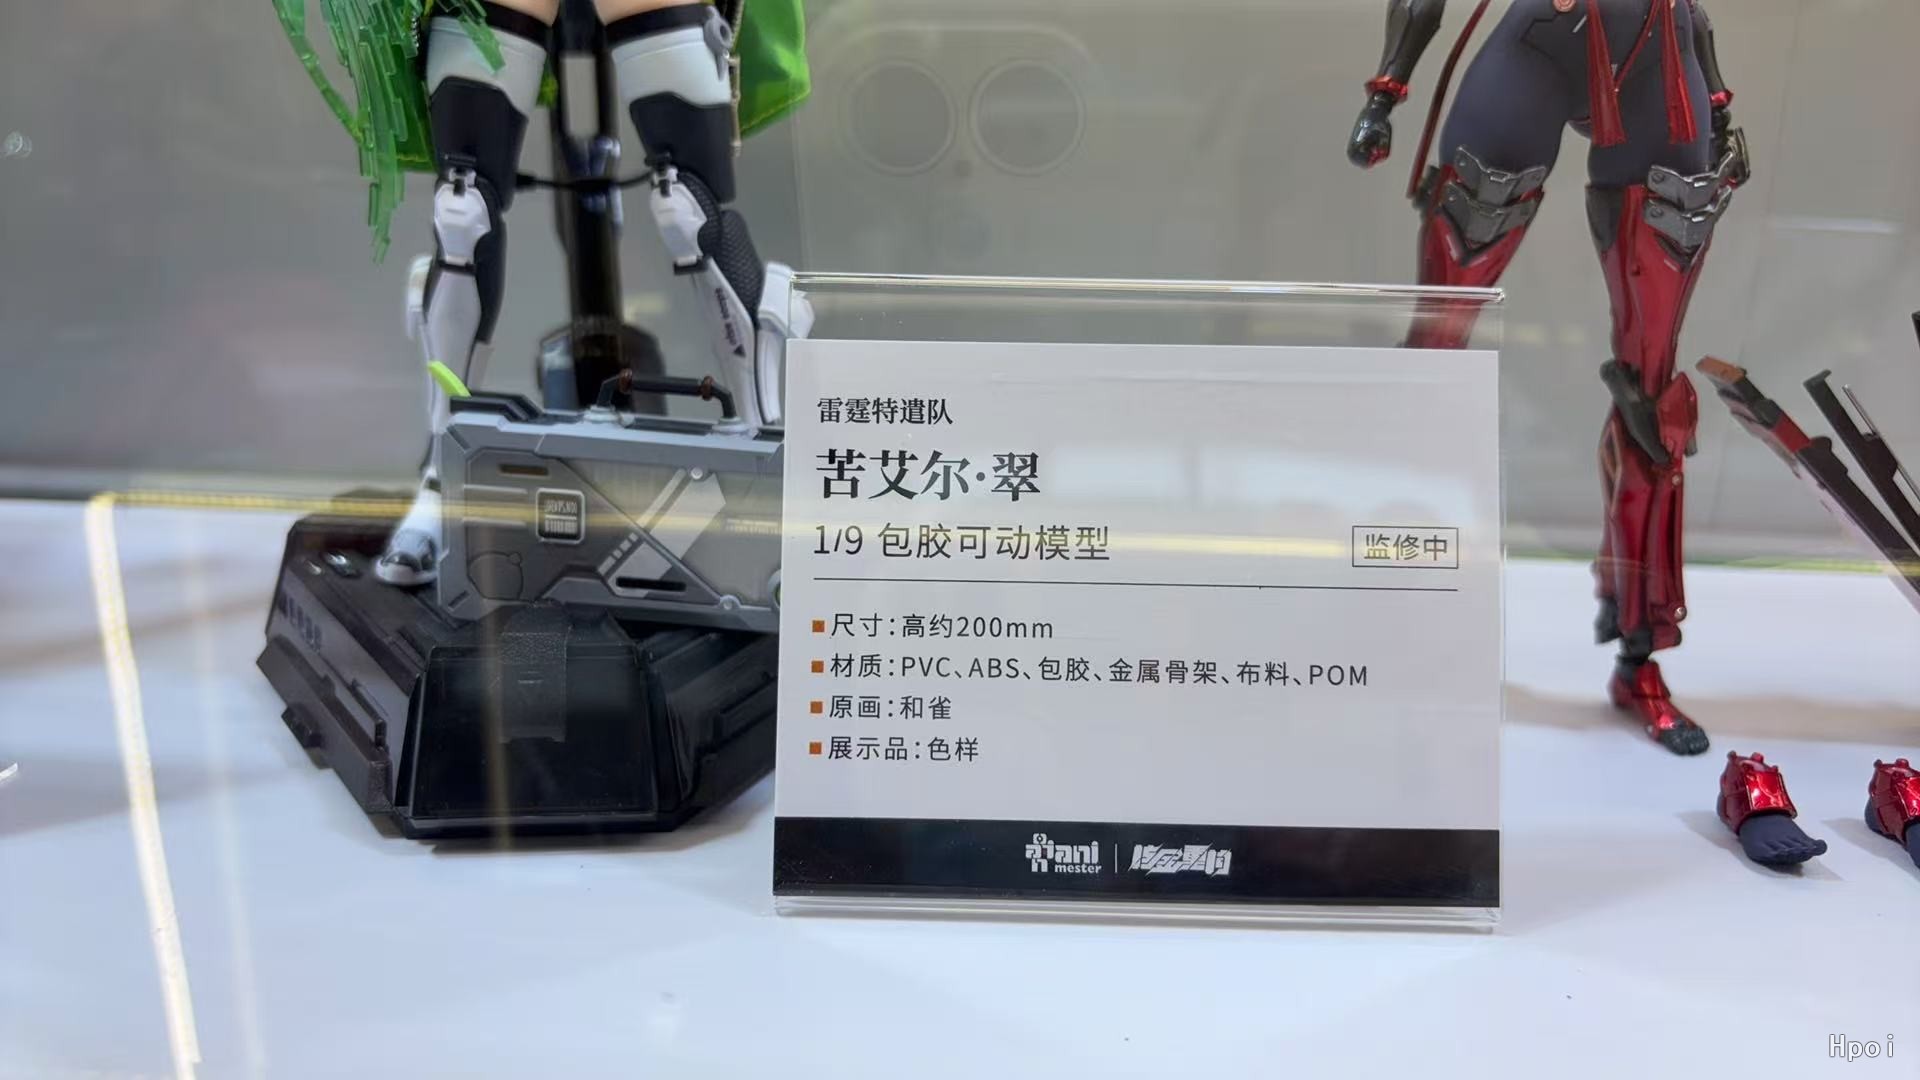 雷霆特遣队
苦艾尔·翠
1/9 包胶可动模型
监修中
尺寸：高约200mm
材质：PVC、ABS、包胶、金属骨架、布料、POM
原画：和雀
展示品：色样
ani
mester
Hpoi